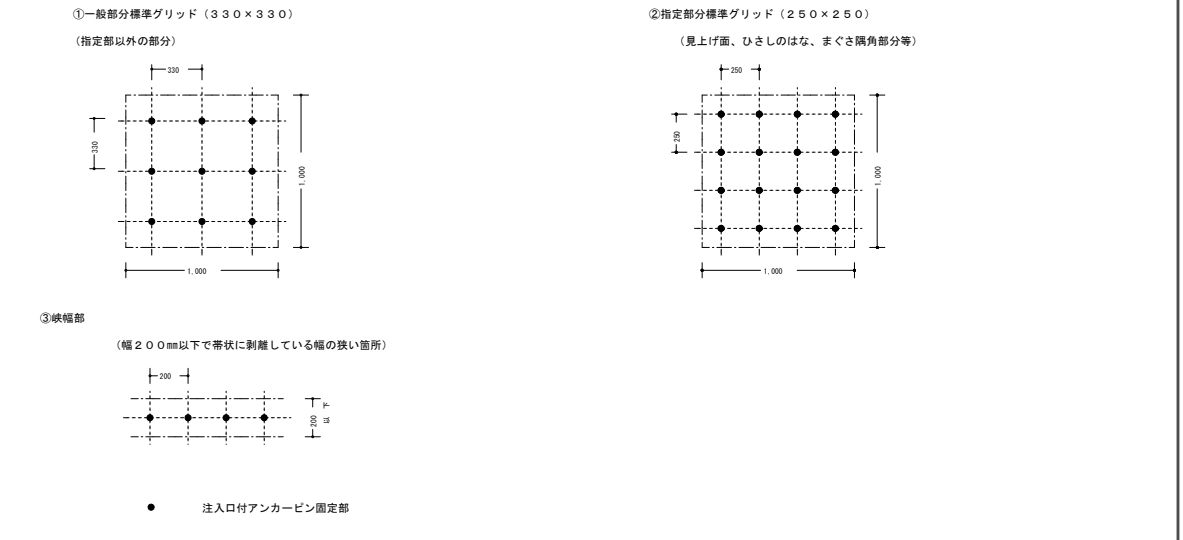 ①一般部分標準グリッド（３３０×３３０）
（指定部以外の部分）
330
330
1,000
1,000
②指定部分標準グリッド（２５０×２５０）
（見上げ面、ひさしのはな、まぐさ隅角部分等）
250
250
1,000
1,000
③峡幅部
（幅２００㎜以下で帯状に剥離している幅の狭い箇所）
200
200
以下
● 注入口付アンカーピン固定部